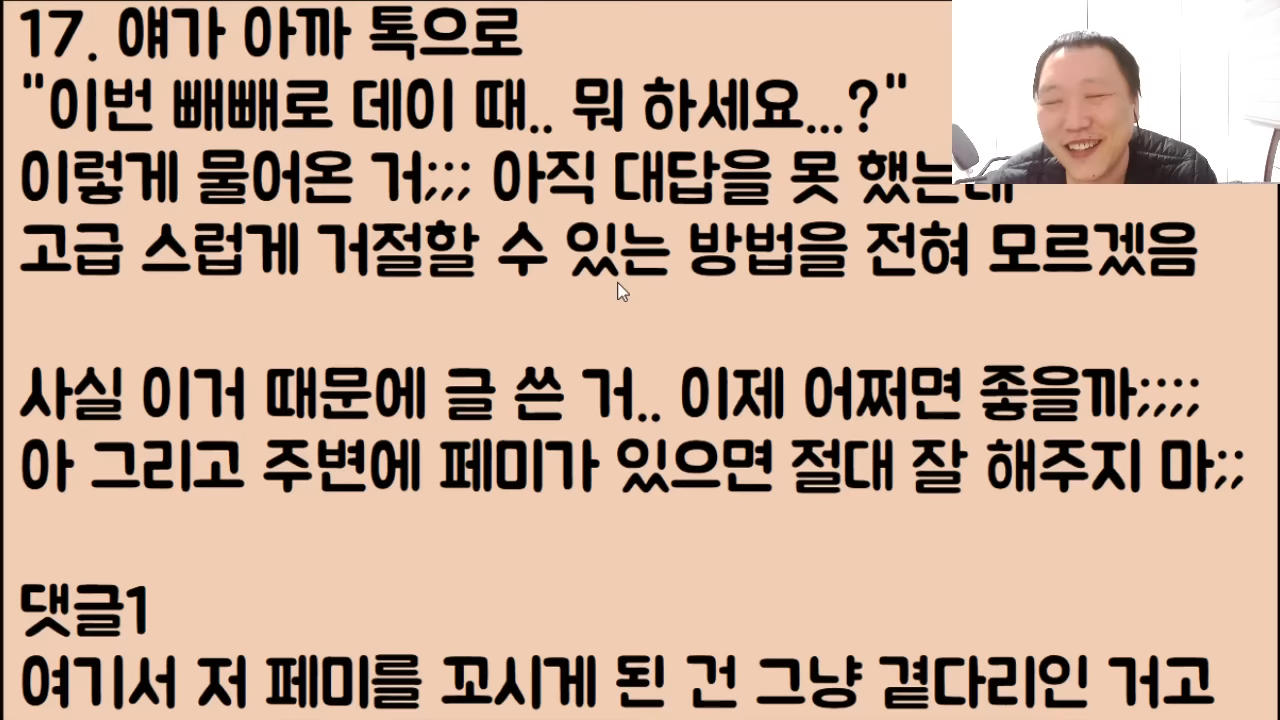 17. 얘가 아까 톡으로
"이번 빼빼로 데이 때.. 뭐 하세요...?"
이렇게 물어온 거;;; 아직 대답을 못 했는데
고급 스럽게 거절할 수 있는 방법을 전혀 모르겠음
사실 이거 때문에 글 쓴 거.. 이제 어쩌면 좋을까;;;;
아 그리고 주변에 페미가 있으면 절대 잘 해주지 마;;
댓글1
여기서 저 페미를 꼬시게 된 건 그냥 곁다리인 거고